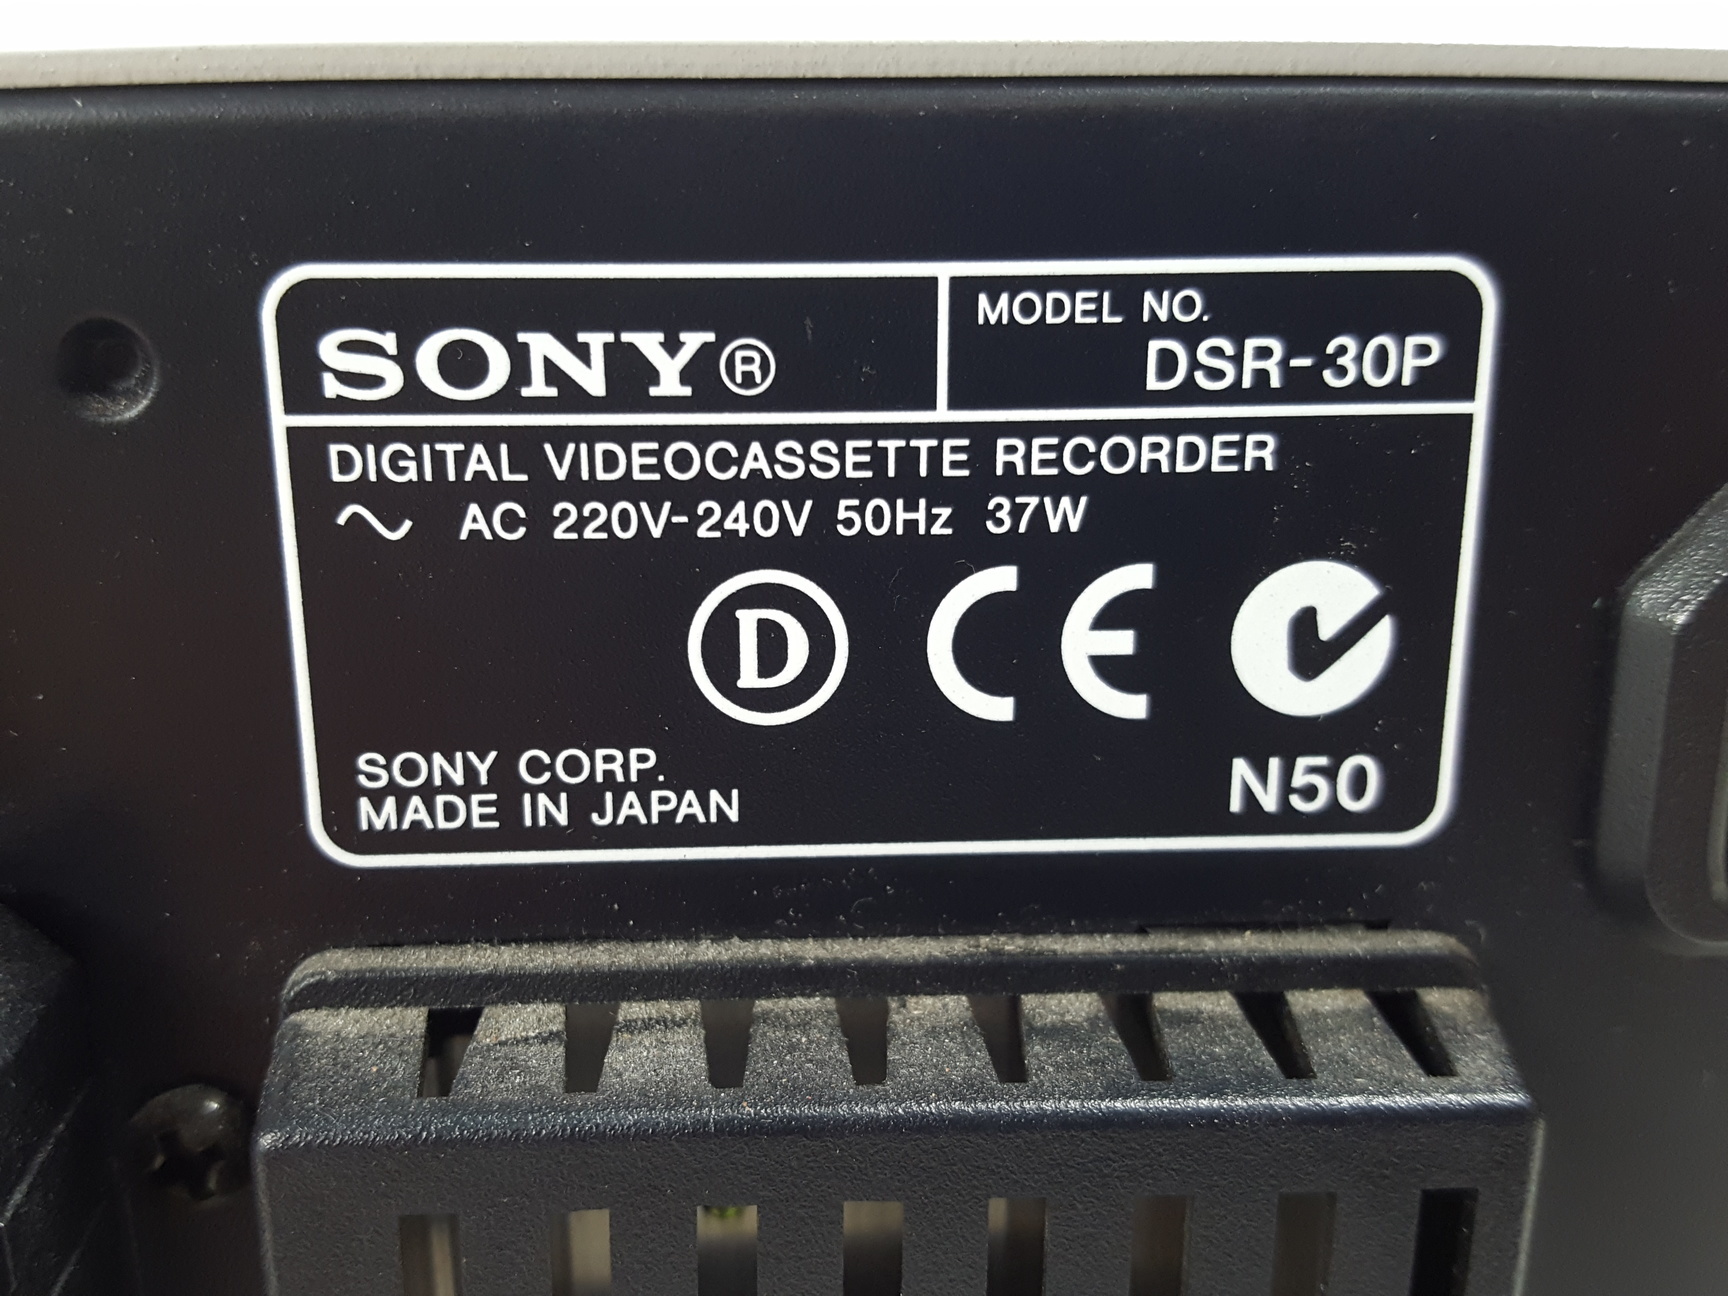 SONY®
MODEL NO.
DSR-30P
DIGITAL VIDEOCASSETTE RECORDER
∼ AC 220V-240V 50Hz 37W
D CE
N50
SONY CORP.
MADE IN JAPAN